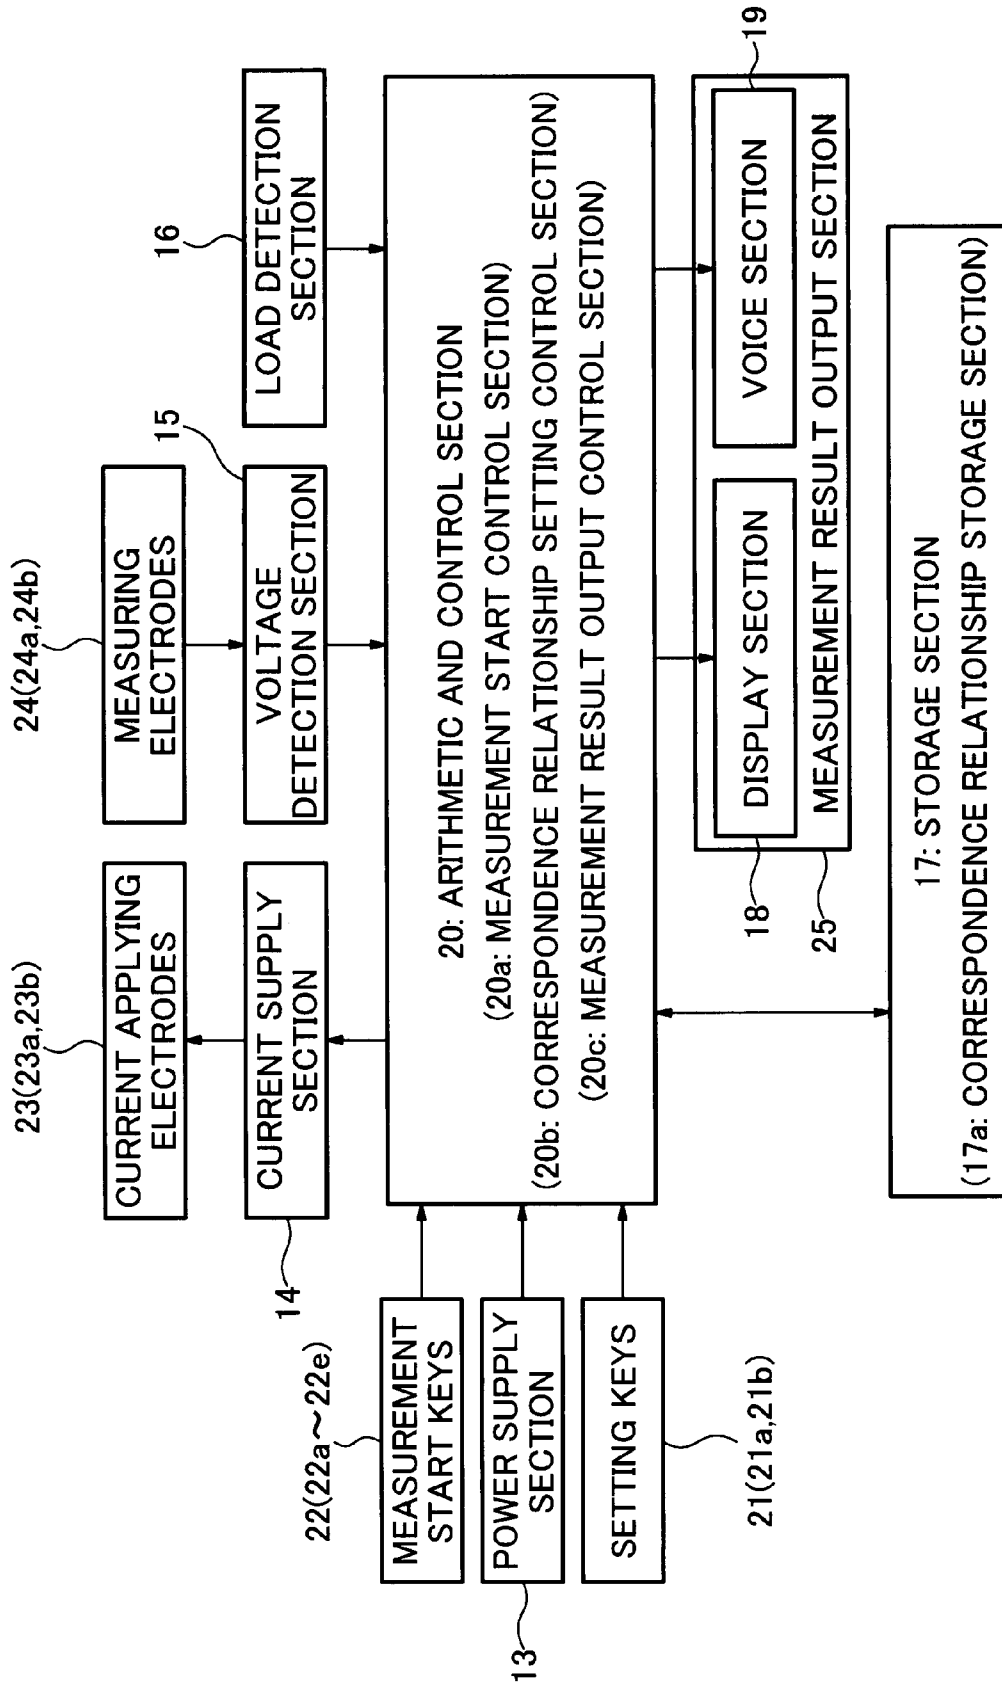 23(23a,23b)
CURRENT APPLYING
ELECTRODES
24(24a,24b)
MEASURING
ELECTRODES
14
CURRENT SUPPLY
SECTION
15
VOLTAGE
DETECTION SECTION
16
LOAD DETECTION
SECTION
22(22a～22e)
MEASUREMENT
START KEYS
13
POWER SUPPLY
SECTION
21(21a,21b)
SETTING KEYS
20: ARITHMETIC AND CONTROL SECTION
(20a: MEASUREMENT START CONTROL SECTION)
(20b: CORRESPONDENCE RELATIONSHIP SETTING CONTROL SECTION)
(20c: MEASUREMENT RESULT OUTPUT CONTROL SECTION)
18
DISPLAY SECTION
19
VOICE SECTION
25
MEASUREMENT RESULT OUTPUT SECTION
17: STORAGE SECTION
(17a: CORRESPONDENCE RELATIONSHIP STORAGE SECTION)